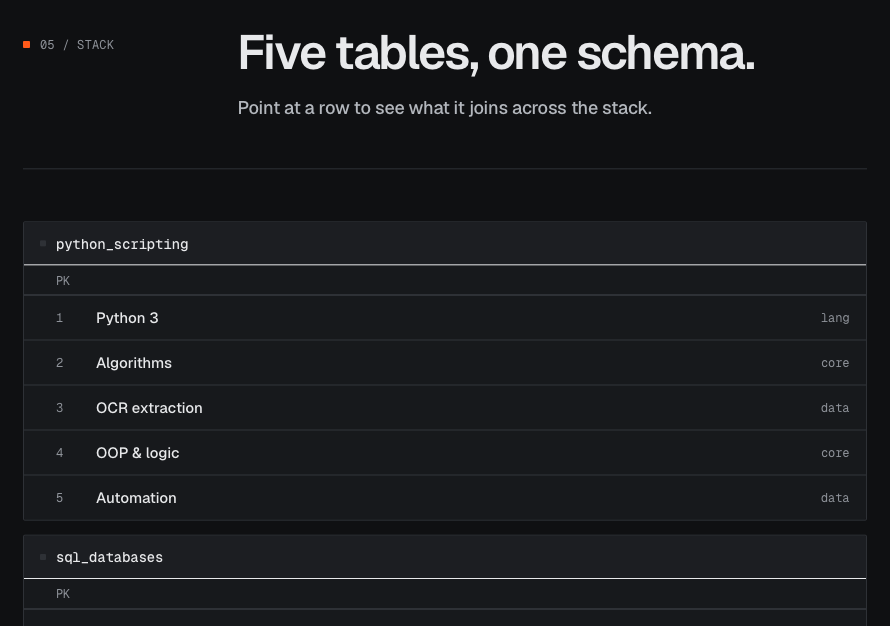 05 / STACK
Five tables, one schema.
Point at a row to see what it joins across the stack.
python_scripting
PK
1 Python 3 lang
2 Algorithms core
3 OCR extraction data
4 OOP & logic core
5 Automation data
sql_databases
PK